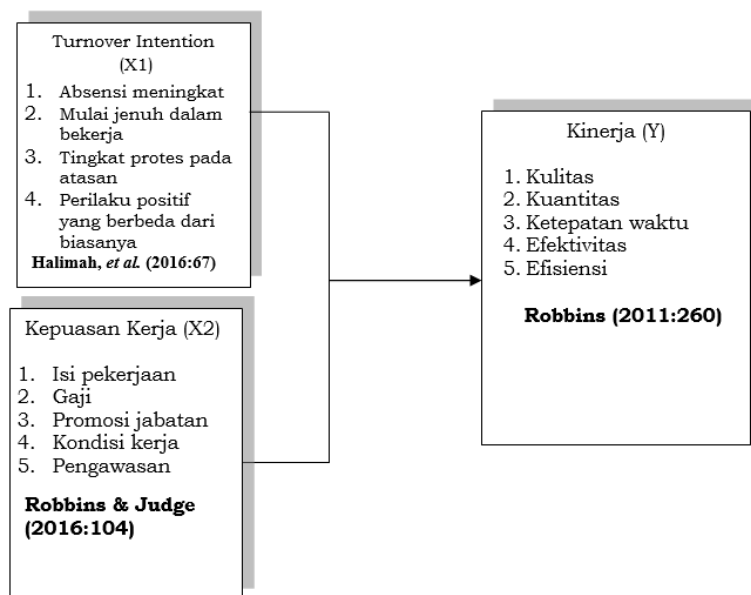 Turnover Intention
(X1)
1. Absensi meningkat
2. Mulai jenuh dalam
bekerja
3. Tingkat protes pada
atasan
4. Perilaku positif
yang berbeda dari
biasanya
Halimah, et al. (2016:67)
Kepuasan Kerja (X2)
1. Isi pekerjaan
2. Gaji
3. Promosi jabatan
4. Kondisi kerja
5. Pengawasan
Robbins & Judge
(2016:104)
Kinerja (Y)
1. Kulitas
2. Kuantitas
3. Ketepatan waktu
4. Efektivitas
5. Efisiensi
Robbins (2011:260)